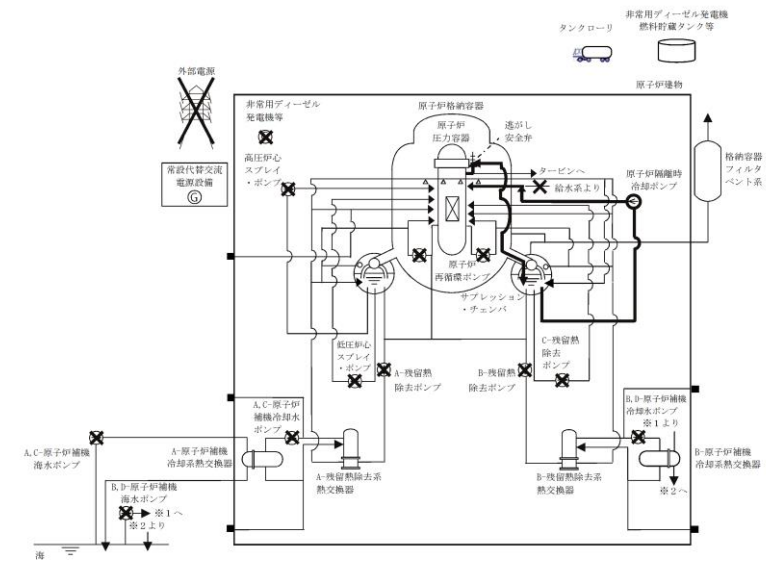 タンクローリ
非常用ディーゼル発電機
燃料貯蔵タンク等
外部電源
原子炉建物
非常用ディーゼル
発電機等
原子炉格納容器
原子炉
圧力容器
逃がし
安全弁
高圧炉心
スプレイ
・ポンプ
常設代替交流
電源設備
G
タービンへ
給水系より
原子炉隔離時
冷却ポンプ
格納容器
フィルタ
ベント系
原子炉
再循環ポンプ
サプレッション
・チェンバ
低圧炉心
スプレイ
・ポンプ
A-残留熱
除去ポンプ
B-残留熱
除去ポンプ
C-残留熱
除去
ポンプ
A,C-原子炉
補機冷却水
ポンプ
B,D-原子炉補機
冷却水ポンプ
※1より
A,C-原子炉補機
海水ポンプ
A-原子炉補機
冷却系熱交換器
B-原子炉補機
冷却系熱交換器
A-残留熱除去系
熱交換器
B-残留熱除去系
熱交換器
※2へ
B,D-原子炉補機
海水ポンプ
※1へ
※2より
海